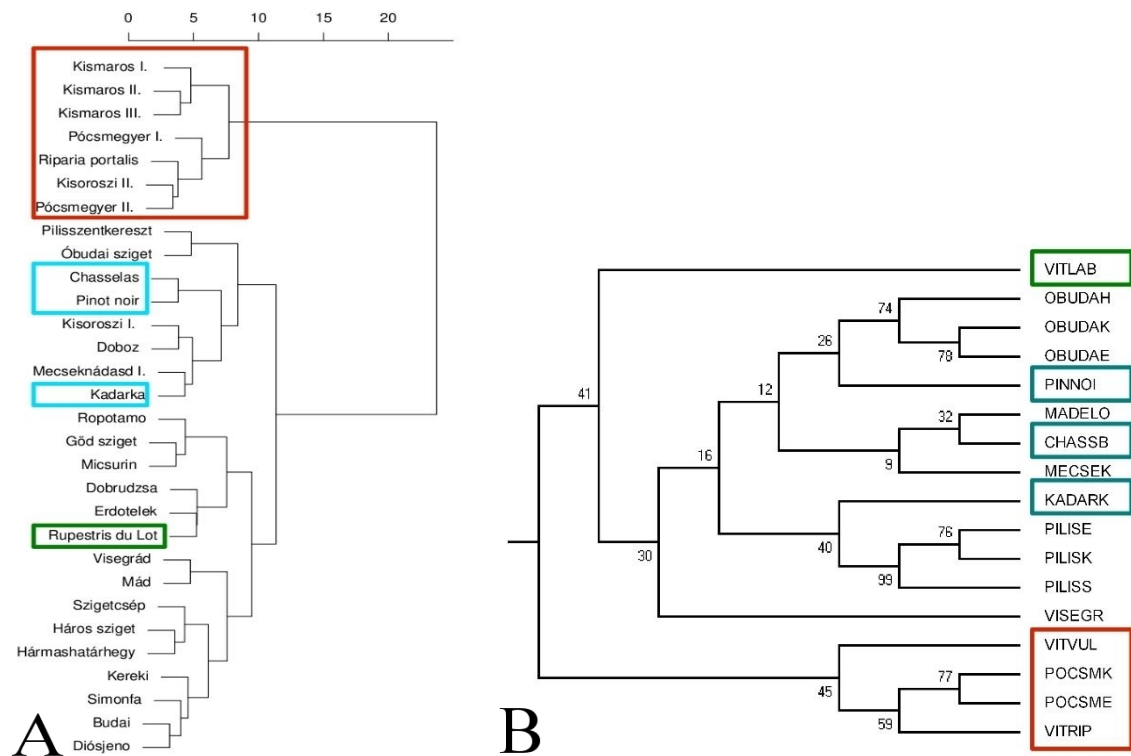 0 5 10 15 20
Kismaros I.
Kismaros II.
Kismaros III.
Pócsmegyer I.
Riparia portalis
Kisoroszi II.
Pócsmegyer II.
Pilisszentkereszt
Óbudai sziget
Chasselas
Pinot noir
Kisoroszi I.
Doboz
Mecseknádasd I.
Kadarka
Ropotamo
Göd sziget
Micsurin
Dobrudzsa
Erdotelek
Rupestris du Lot
Visegrád
Mád
Szigetcsép
Háros sziget
Hármashatárhegy
Kereki
Simonfa
Budai
Diósjeno
A
VITLAB
OBUDAH
OBUDAK
OBUDAE
PINNOI
MADELO
CHASSB
MECSEK
KADARK
PILISE
PILISK
PILISS
VISEGR
VITVUL
POCSMK
POCSME
VITRIP
74
26
78
41
12
32
16
9
76
40
30
99
77
45
59
B